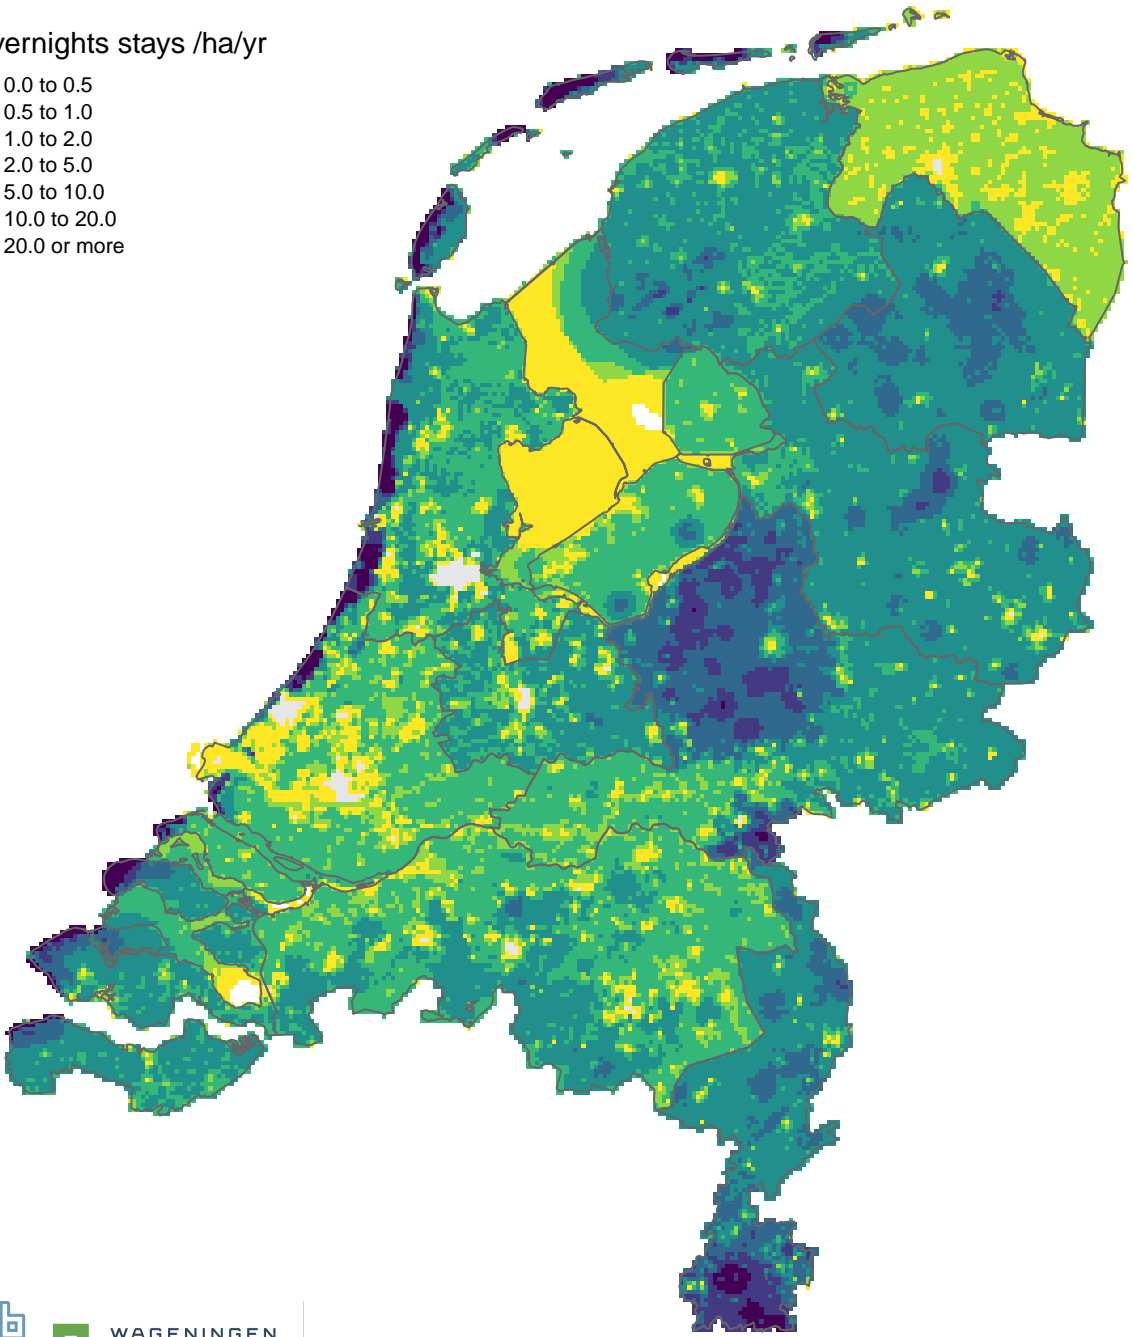 vernights stays /ha/yr
0.0 to 0.5
0.5 to 1.0
1.0 to 2.0
2.0 to 5.0
5.0 to 10.0
10.0 to 20.0
20.0 or more
WAGENINGEN